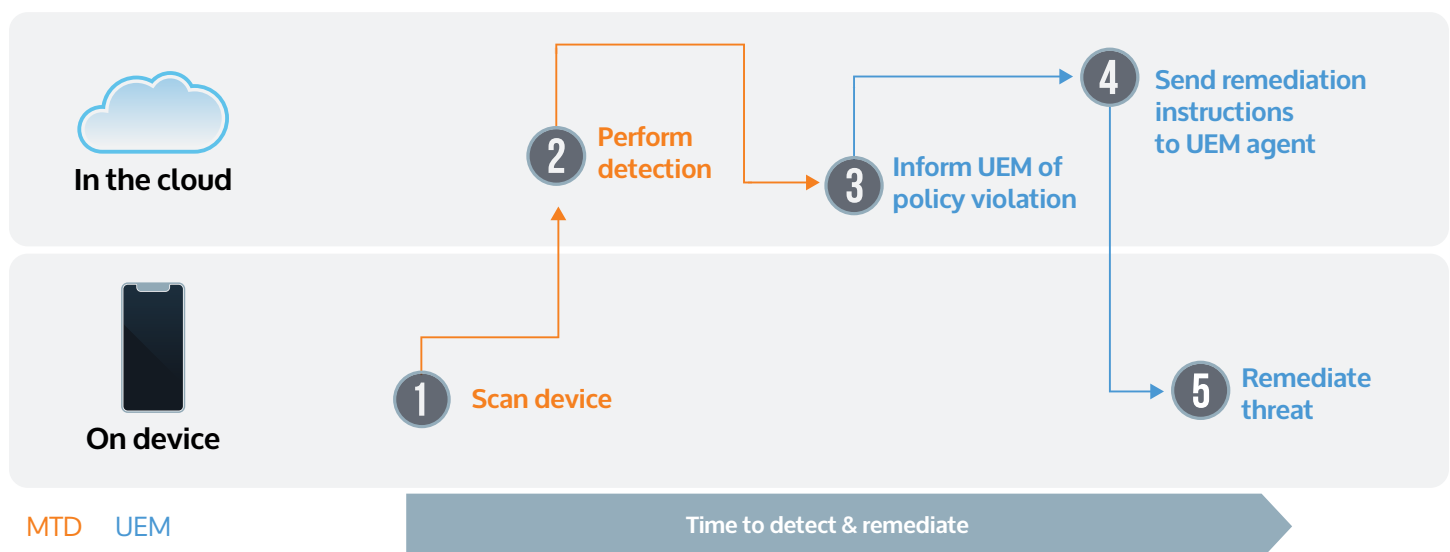 In the cloud
2
Perform
detection
3
Inform UEM of
policy violation
4
Send remediation
instructions
to UEM agent
On device
1
Scan device
5
Remediate
threat
MTD UEM
Time to detect & remediate